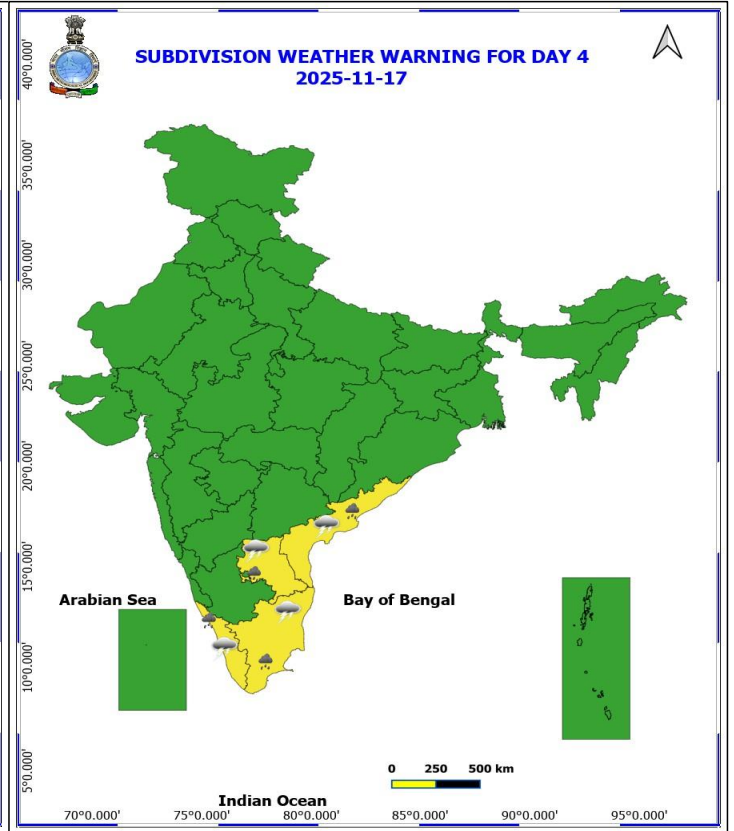 SUBDIVISION WEATHER WARNING FOR DAY 4
2025-11-17
40°0.000'
35°0.000'
30°0.000'
25°0.000'
20°0.000'
15°0.000'
10°0.000'
5°0.000'
Arabian Sea
Bay of Bengal
0 250 500 km
Indian Ocean
70°0.000' 75°0.000' 80°0.000' 85°0.000' 90°0.000' 95°0.000'